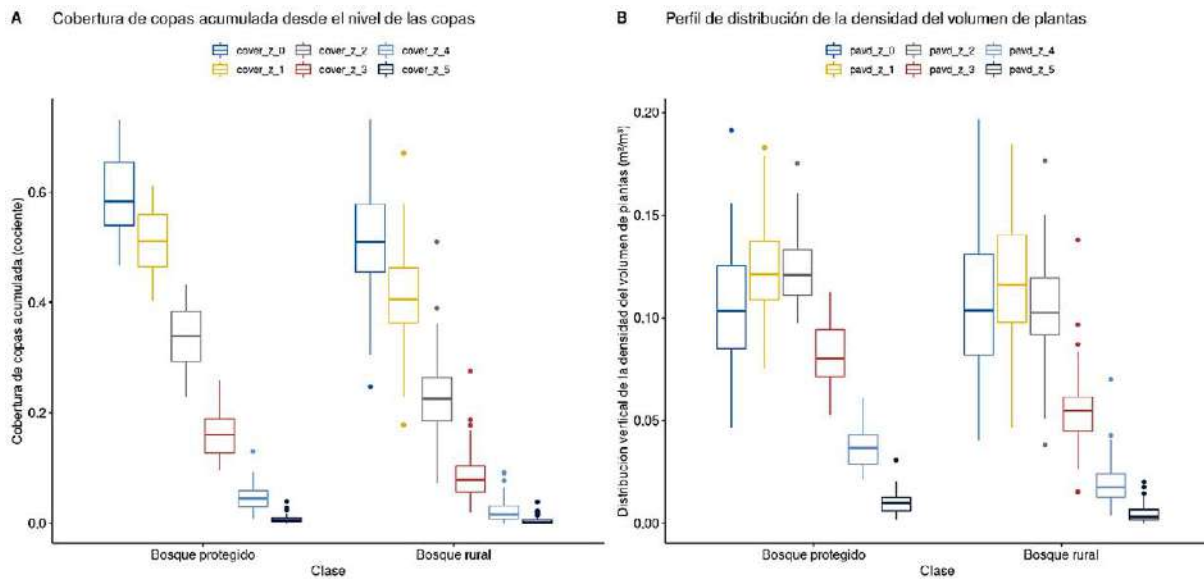 A Cobertura de copas acumulada desde el nivel de las copas
cover_z_0 cover_z_2 cover_z_4
cover_z_1 cover_z_3 cover_z_5
Cobertura de copas acumulada (cociente)
0.6
0.4
0.2
0.0
Bosque protegido Bosque rural
Clase
B Perfil de distribución de la densidad del volumen de plantas
pavd_z_0 pavd_z_2 pavd_z_4
pavd_z_1 pavd_z_3 pavd_z_5
Distribución vertical de la densidad del volumen de plantas (m²/m³)
0.20
0.15
0.10
0.05
0.00
Bosque protegido Bosque rural
Clase